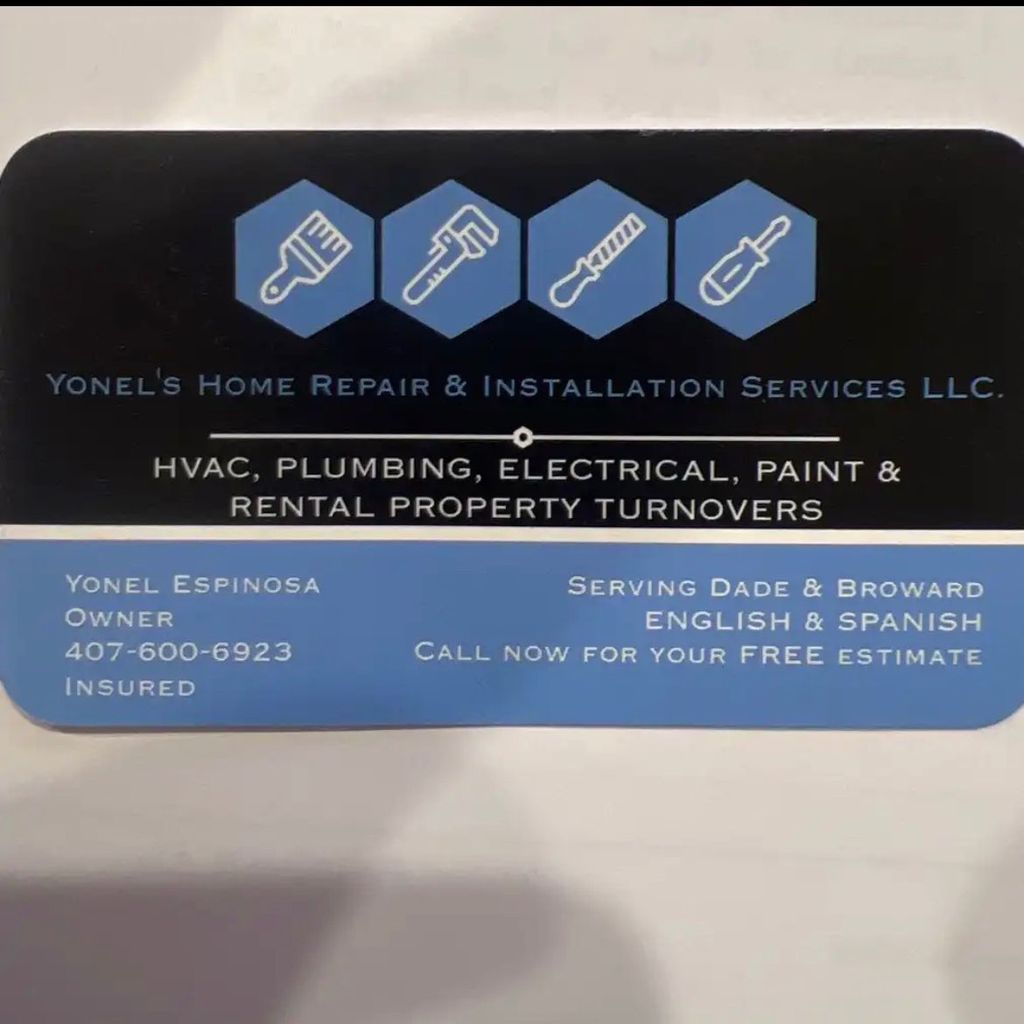 Yonel's Home Repair & Installation Services LLC.
HVAC, PLUMBING, ELECTRICAL, PAINT &
RENTAL PROPERTY TURNOVERS
Yonel Espinosa
Owner
407-600-6923
Insured
Serving Dade & Broward
ENGLISH & SPANISH
Call now for your FREE estimate